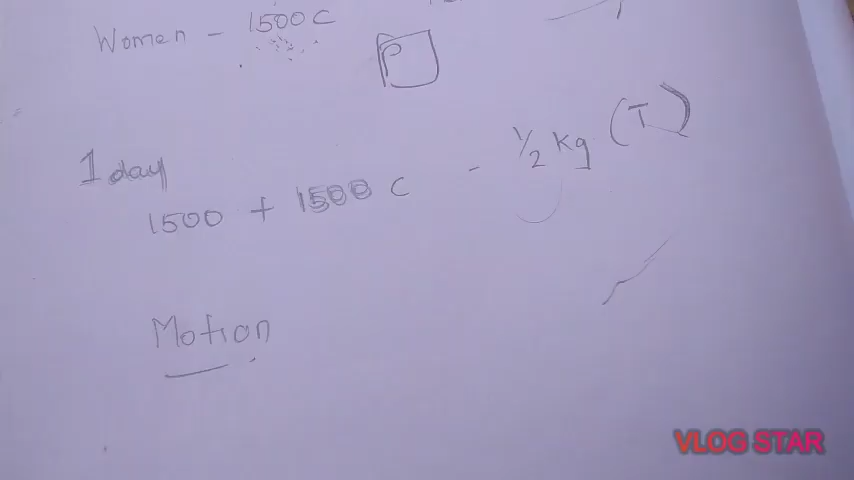 Women - 1500 C
P
1 day
1500 + 1500 C - 1/2 kg (T)
Motion
VLOG STAR